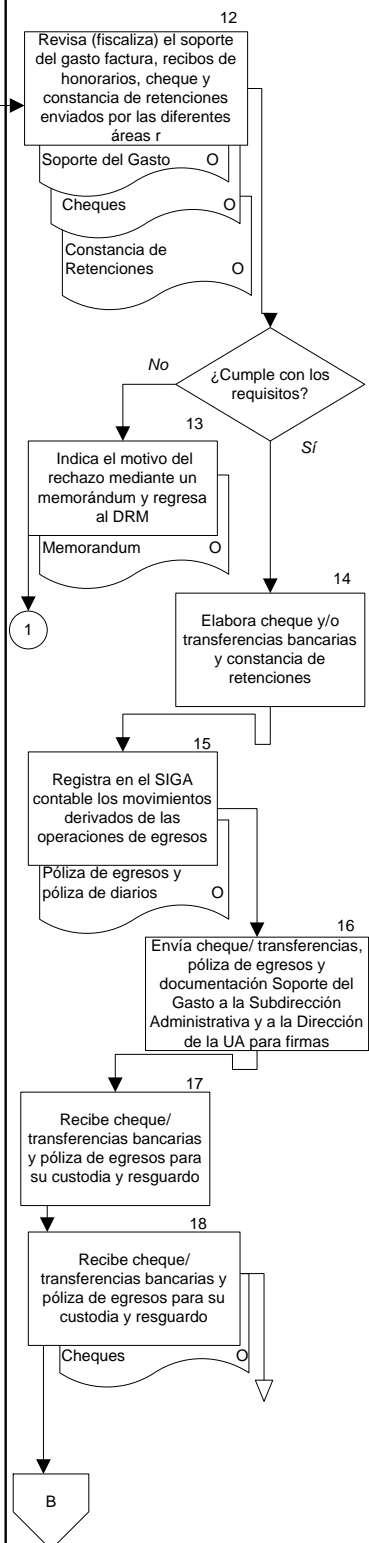 12
Revisa (fiscaliza) el soporte
del gasto factura, recibos de
honorarios, cheque y
constancia de retenciones
enviados por las diferentes
áreas r
Soporte del Gasto O
Cheques O
Constancia de
Retenciones O
¿Cumple con los
requisitos?
No
Sí
13
Indica el motivo del
rechazo mediante un
memorándum y regresa
al DRM
Memorandum O
1
14
Elabora cheque y/o
transferencias bancarias
y constancia de
retenciones
15
Registra en el SIGA
contable los movimientos
derivados de las
operaciones de egresos
Póliza de egresos y
póliza de diarios O
16
Envía cheque/ transferencias,
póliza de egresos y
documentación Soporte del
Gasto a la Subdirección
Administrativa y a la Dirección
de la UA para firmas
17
Recibe cheque/
transferencias bancarias
y póliza de egresos para
su custodia y resguardo
18
Recibe cheque/
transferencias bancarias y
póliza de egresos para su
custodia y resguardo
Cheques O
B